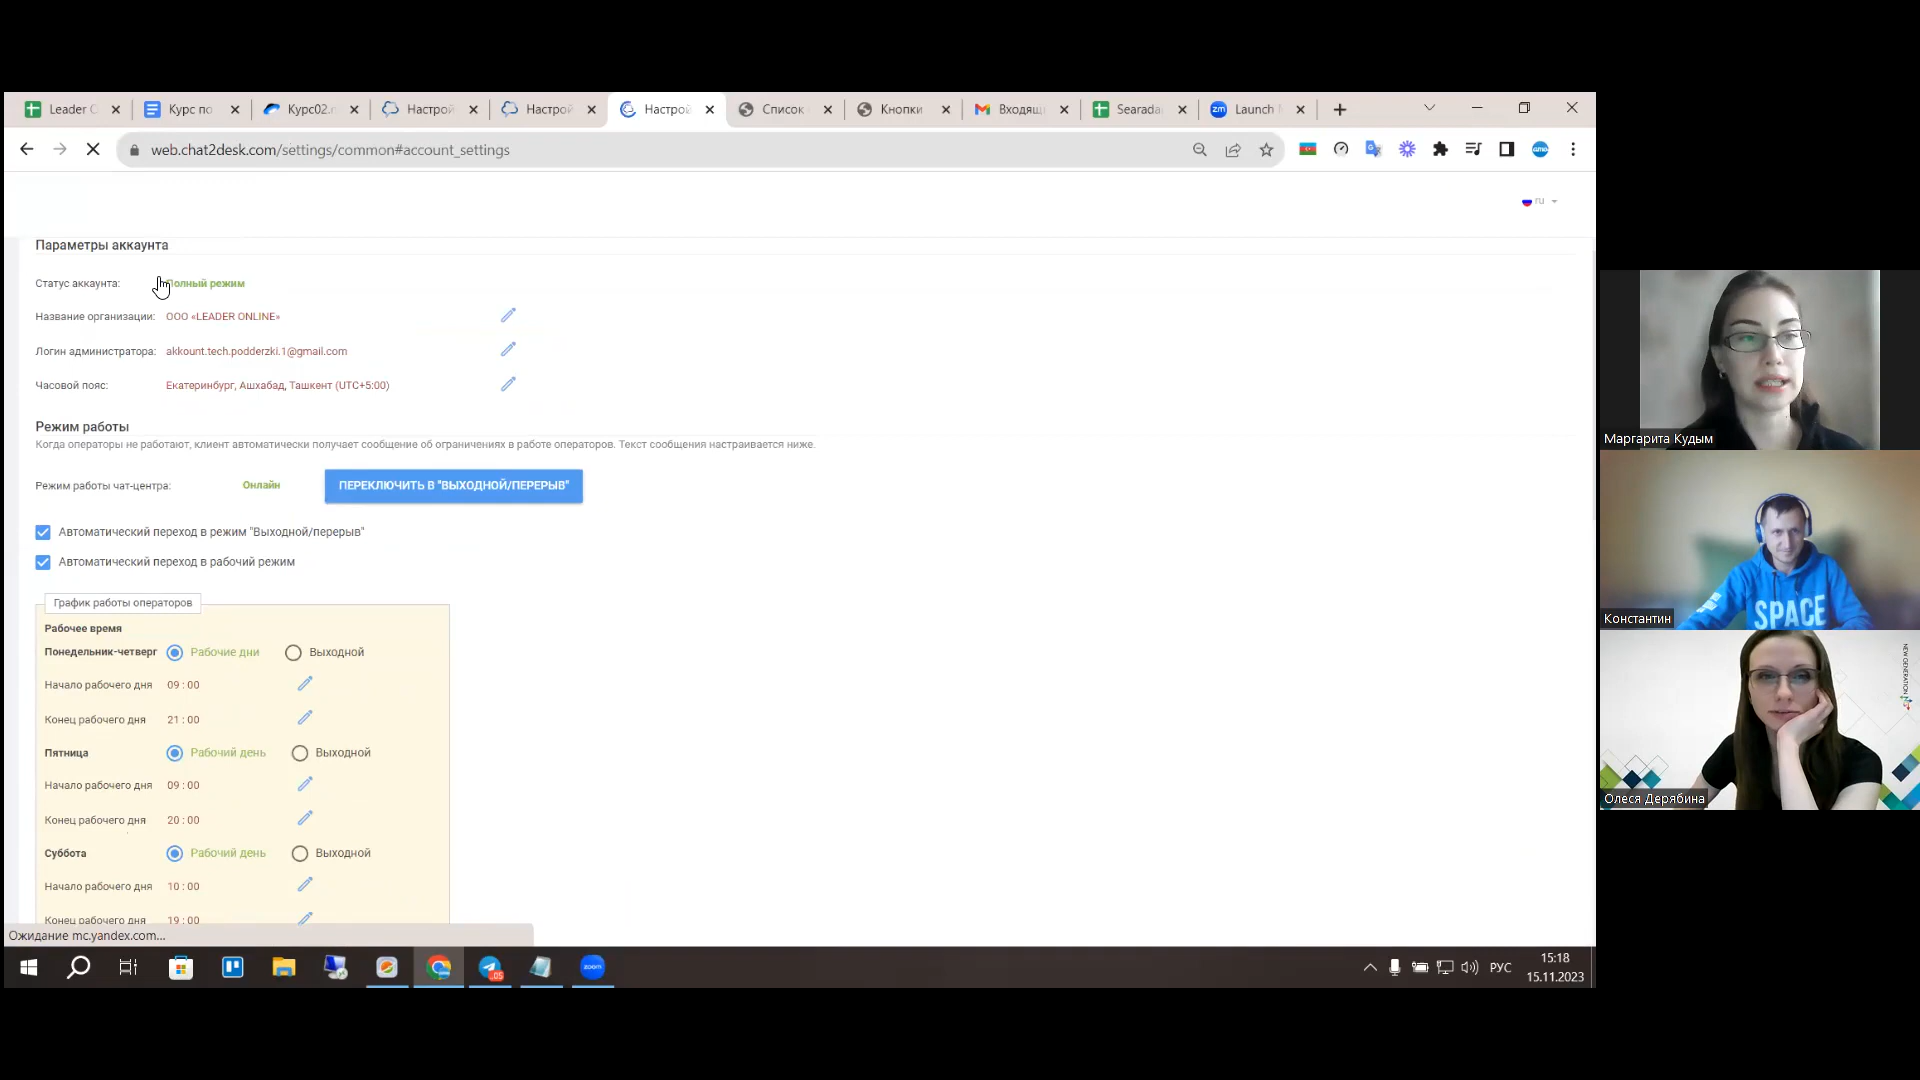 Leader
Курс по
Курс02.
Настрой
Настрой
Настрой
Список
Кнопки
Входящ
Searada
Launch
web.chat2desk.com/settings/common#account_settings
ru
Параметры аккаунта
Статус аккаунта: Полный режим
Название организации: ООО «LEADER ONLINE»
Логин администратора: akkount.tech.podderzki.1@gmail.com
Часовой пояс: Екатеринбург, Ашхабад, Ташкент (UTC+5:00)
Режим работы
Когда операторы не работают, клиент автоматически получает сообщение об ограничениях в работе операторов. Текст сообщения настраивается ниже.
Режим работы чат-центра: Онлайн ПЕРЕКЛЮЧИТЬ В "ВЫХОДНОЙ/ПЕРЕРЫВ"
Автоматический переход в режим "Выходной/перерыв"
Автоматический переход в рабочий режим
График работы операторов
Рабочее время
Понедельник-четверг Рабочие дни Выходной
Начало рабочего дня 09 : 00
Конец рабочего дня 21 : 00
Пятница Рабочий день Выходной
Начало рабочего дня 09 : 00
Конец рабочего дня 20 : 00
Суббота Рабочий день Выходной
Начало рабочего дня 10 : 00
Конец рабочего дня 19 : 00
Ожидание mc.yandex.com...
zoom
РУС
15:18
15.11.2023
Маргарита Кудым
SPACE
Константин
NEW GENERATION
Олеся Дерябина